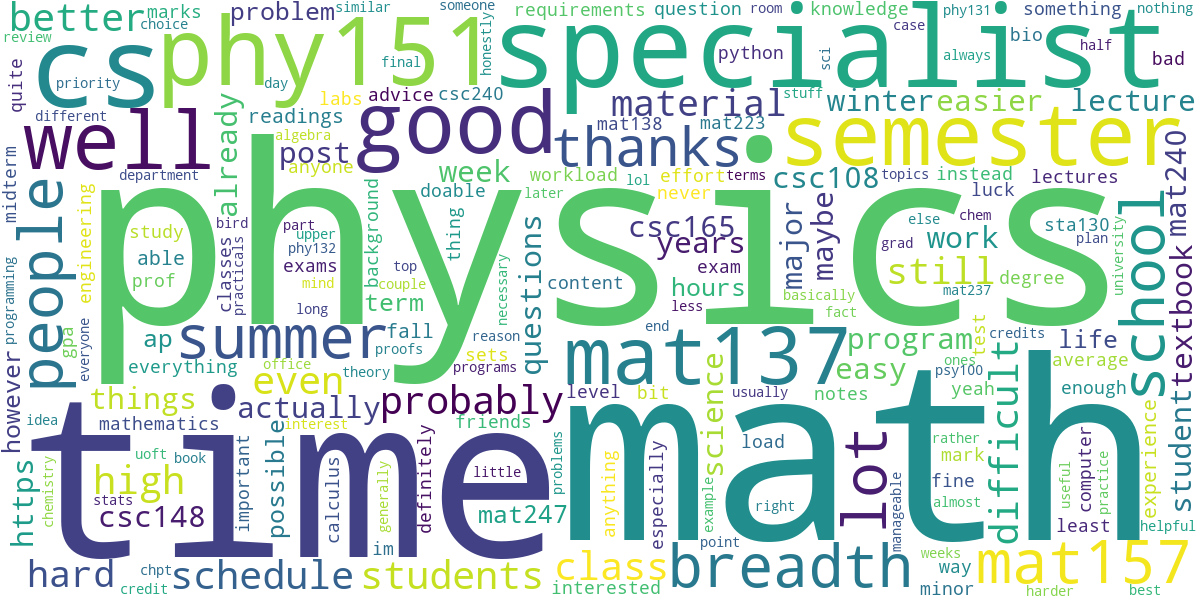 better
marks
review
choice
problem
similar
someone
requirements
question
room
knowledge
phy131
something
nothing
cs
phy151
specialist
honestly
python
sci
case
always
bio
half
bad
quite
priority
day
final
labs
advice
csc240
material
stuff
winter
easier
lecture
different
readings
good
mat138
mat223
semester
well
already
algebra
post
anyone
thanks
department
week
workload
effort
never
terms
csc108
topics
instead
lectures
mat240
midterm
people
engineering
physics
study
able
prof
bird
classes
practicals
part
upper
phy132
exams
mind
long
background
top
couple
term
doable
lol
thing
later
necessary
questions
content
csc165
years
exam
hours
less
major
maybe
basically
fact
else
grad
work
still
chem
luck
sta130
plan
degree
mat237
university
school
textbook
programming
gpa
everyone
ap
summer
everything
fall
proofs
reason
programs
sets
theory
office
end
mat137
program
easy
ones
psy100
test
credits
life
average
enough
student
however
idea
things
mathematics
even
actually
interest
probably
friends
level
bit
usually
notes
yeah
science
difficult
https
chemistry
uoft
book
high
stats
csc148
time
important
possible
calculus
generally
definitely
little
mat247
im
problems
math
anything
especially
example
load
right
point
lot
manageable
rather
mark
fine
almost
useful
computer
practice
least
experience
helpful
hard
chpt
credit
schedule
students
class
interested
breadth
weeks
way
minor
mat157
harder
best